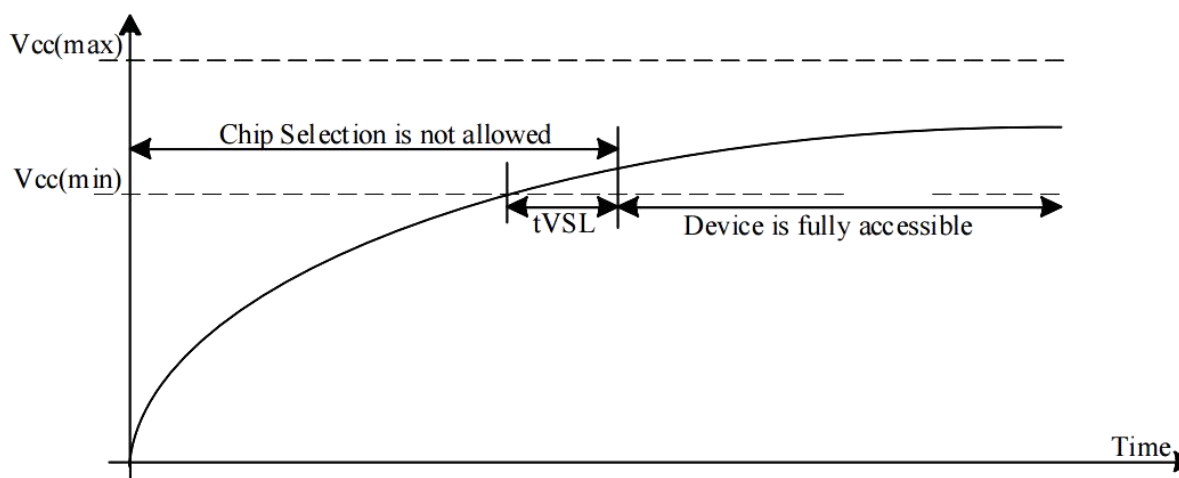 Vcc(max)
Chip Selection is not allowed
Vcc(min)
tVSL
Device is fully accessible
Time